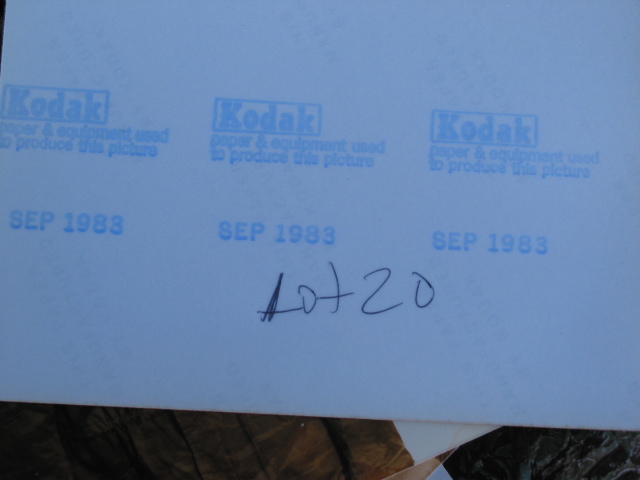 Kodak Kodak Kodak
paper & equipment used paper & equipment used paper & equipment used
to produce this picture to produce this picture to produce this picture
SEP 1983 SEP 1983 SEP 1983
Lot 20